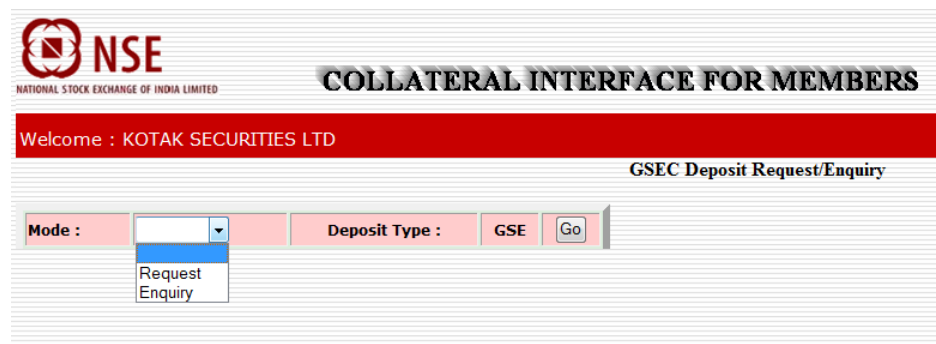 NSE
NATIONAL STOCK EXCHANGE OF INDIA LIMITED
COLLATERAL INTERFACE FOR MEMBERS
Welcome : KOTAK SECURITIES LTD
GSEC Deposit Request/Enquiry
Mode : Deposit Type : GSE Go
Request
Enquiry